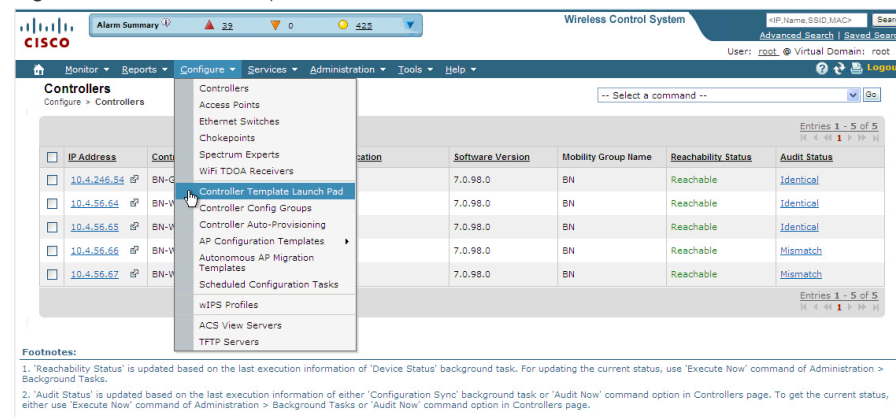 Alarm Summary 39 0 425
Wireless Control System
<IP,Name,SSID,MAC>
Advanced Search | Saved
CISCO
User: root @ Virtual Domain: root
Monitor Reports Configure Services Administration Tools Help
Controllers
Configure > Controllers
-- Select a command -- Go
Entries 1 - 5 of 5
1
IP Address Software Version Mobility Group Name Reachability Status Audit Status
10.4.246.54 7.0.98.0 BN Reachable Identical
10.4.56.64 7.0.98.0 BN Reachable Identical
10.4.56.65 7.0.98.0 BN Reachable Identical
10.4.56.66 7.0.98.0 BN Reachable Mismatch
10.4.56.67 7.0.98.0 BN Reachable Mismatch
Controllers
Access Points
Ethernet Switches
Chokepoints
Spectrum Experts
WiFi TDOA Receivers
Controller Template Launch Pad
Controller Config Groups
Controller Auto-Provisioning
AP Configuration Templates
Autonomous AP Migration
Templates
Scheduled Configuration Tasks
wIPS Profiles
ACS View Servers
TFTP Servers
Entries 1 - 5 of 5
1
Footnotes:
1. 'Reachability Status' is updated based on the last execution information of 'Device Status' background task. For updating the current status, use 'Execute Now' command of Administration >
Background Tasks.
2. 'Audit Status' is updated based on the last execution information of either 'Configuration Sync' background task or 'Audit Now' command option in Controllers page. To get the current status,
either use 'Execute Now' command of Administration > Background Tasks or 'Audit Now' command option in Controllers page.